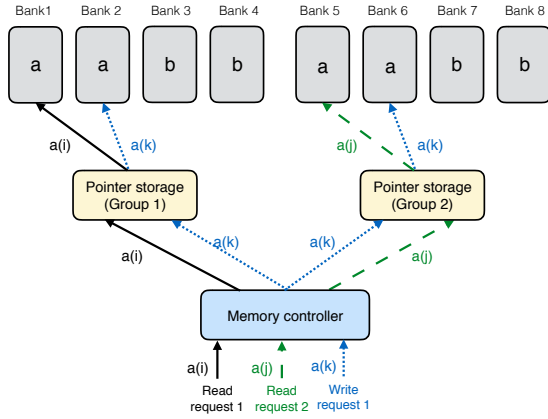 Bank1 Bank 2 Bank 3 Bank 4 Bank 5 Bank 6 Bank 7 Bank 8
a a b b a a b b
a(i) a(k) a(j) a(k)
Pointer storage
(Group 1)
Pointer storage
(Group 2)
a(i) a(k) a(k) a(j)
Memory controller
a(i) a(j) a(k)
Read
request 1
Read
request 2
Write
request 1